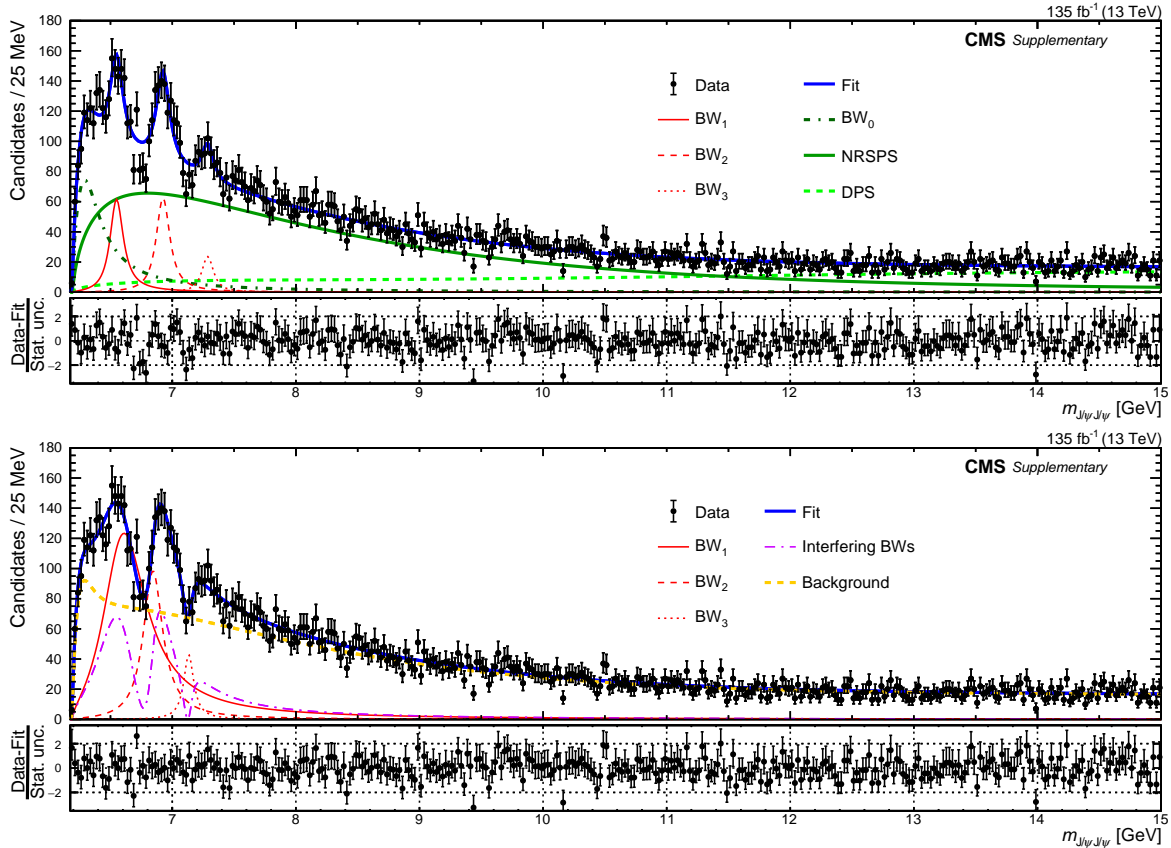 135 fb⁻¹ (13 TeV)
CMS Supplementary
Candidates / 25 MeV
180
160
140
120
100
80
60
40
20
0
Data
BW₁
BW₂
BW₃
Fit
BW₀
NRSPS
DPS
Data-Fit
Stat. unc.
2
0
−2
7 8 9 10 11 12 13 14 15
m_{J/ψ J/ψ} [GeV]
135 fb⁻¹ (13 TeV)
CMS Supplementary
Candidates / 25 MeV
180
160
140
120
100
80
60
40
20
0
Data
BW₁
BW₂
BW₃
Fit
Interfering BWs
Background
Data-Fit
Stat. unc.
2
0
−2
7 8 9 10 11 12 13 14 15
m_{J/ψ J/ψ} [GeV]